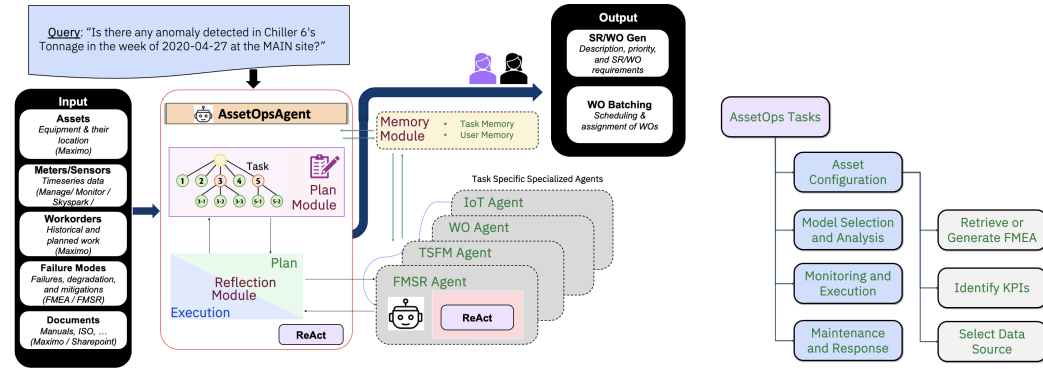 Query: “Is there any anomaly detected in Chiller 6's
Tonnage in the week of 2020-04-27 at the MAIN site?”
Input
Assets
Equipment & their
location
(Maximo)
Meters/Sensors
Timeseries data
(Manage/ Monitor /
Skyspark /
Workorders
Historical and
planned work
(Maximo)
Failure Modes
Failures, degradation,
and mitigations
(FMEA / FMSR)
Documents
Manuals, ISO, …
(Maximo / Sharepoint)
AssetOpsAgent
Task
1 2 3 4 5
3-1 3-2 3-3 5-1 5-2
Plan
Module
Plan
Reflection
Module
Execution
ReAct
Memory
Module
• Task Memory
• User Memory
Task Specific Specialized Agents
IoT Agent
WO Agent
TSFM Agent
FMSR Agent
ReAct
Output
SR/WO Gen
Description, priority,
and SR/WO
requirements
WO Batching
Scheduling &
assignment of WOs
AssetOps Tasks
Asset
Configuration
Model Selection
and Analysis
Monitoring and
Execution
Maintenance
and Response
Retrieve or
Generate FMEA
Identify KPIs
Select Data
Source